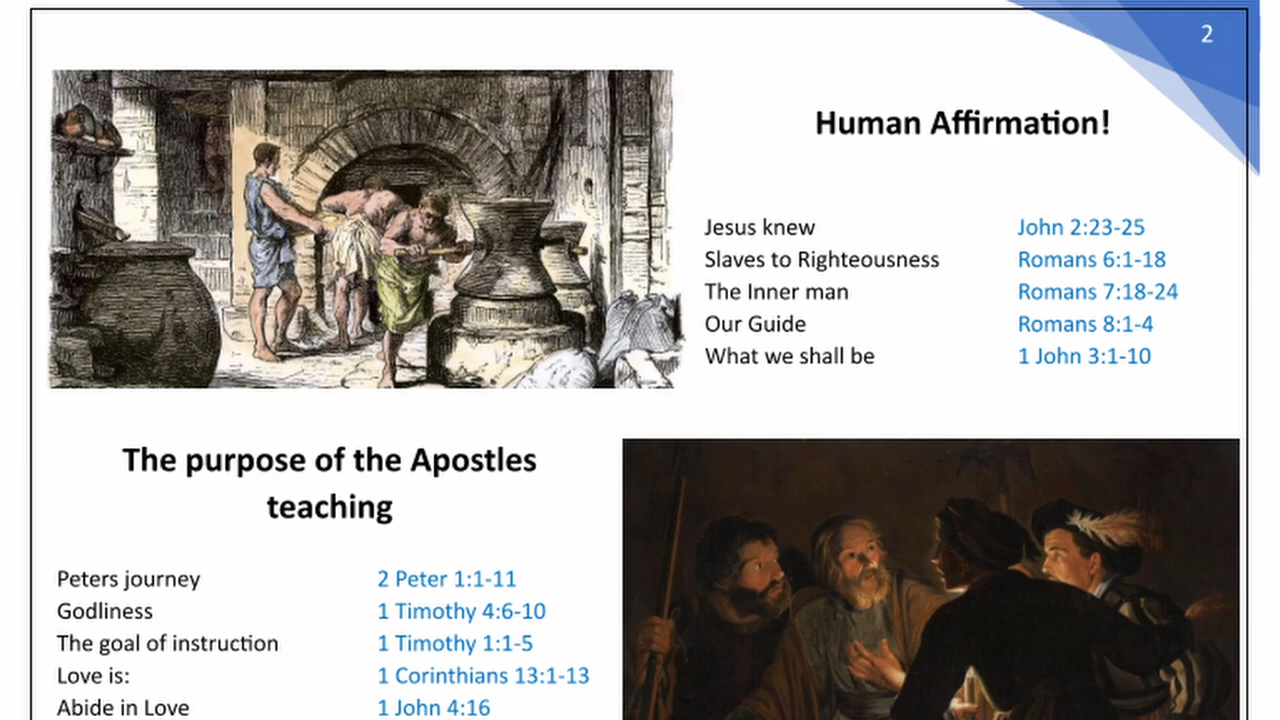 2
Human Affirmation!
Jesus knew John 2:23-25
Slaves to Righteousness Romans 6:1-18
The Inner man Romans 7:18-24
Our Guide Romans 8:1-4
What we shall be 1 John 3:1-10
The purpose of the Apostles
teaching
Peters journey 2 Peter 1:1-11
Godliness 1 Timothy 4:6-10
The goal of instruction 1 Timothy 1:1-5
Love is: 1 Corinthians 13:1-13
Abide in Love 1 John 4:16